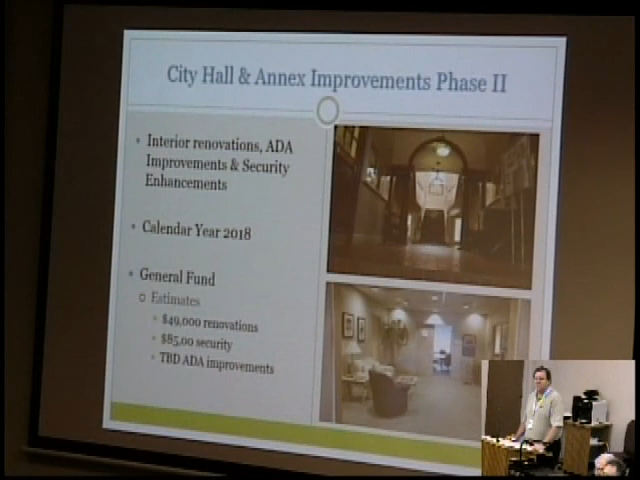 City Hall & Annex Improvements Phase II
Interior renovations, ADA
Improvements & Security
Enhancements
Calendar Year 2018
General Fund
Estimates
$49,000 renovations
$85,00 security
TBD ADA improvements